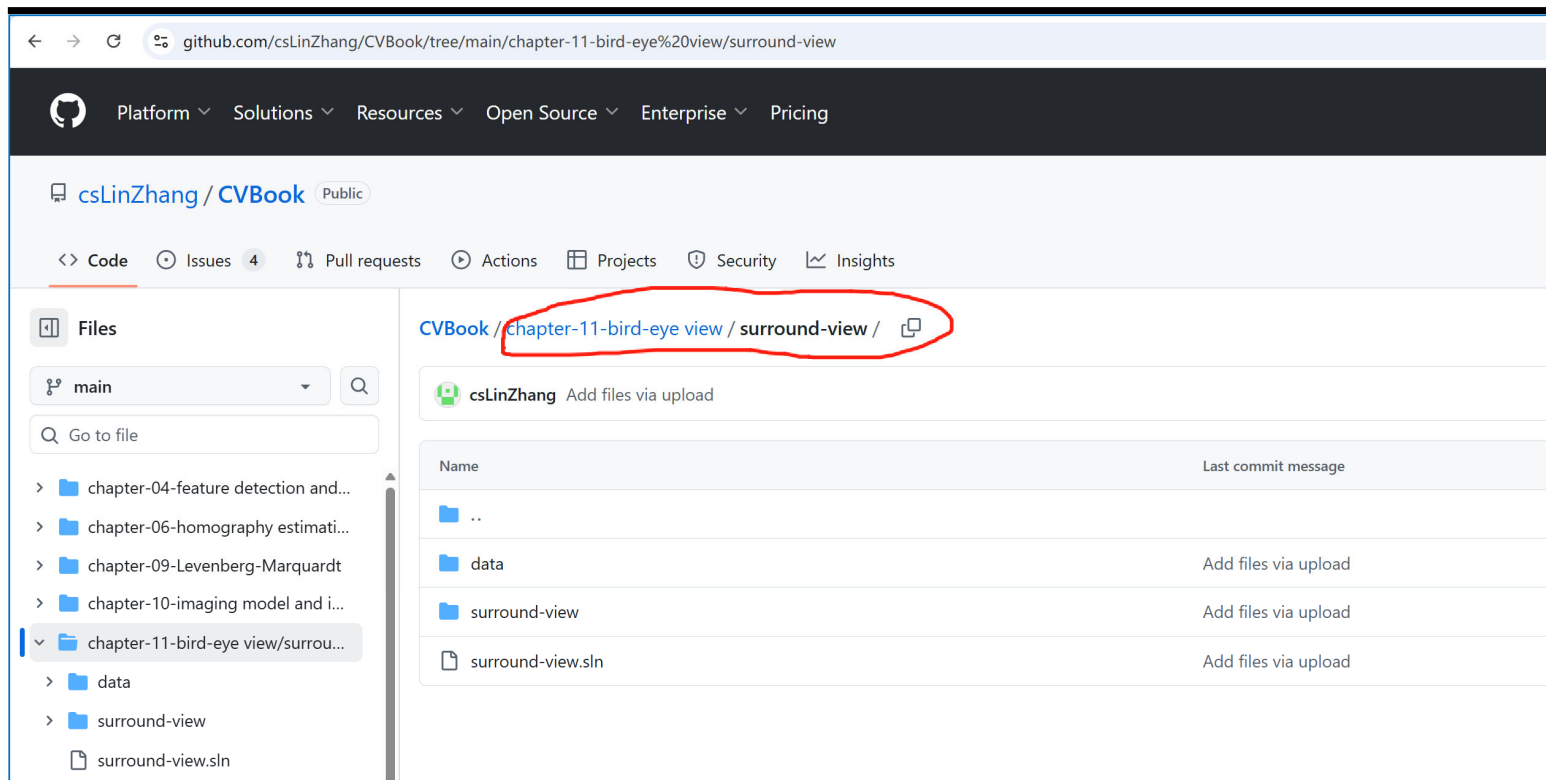 github.com/csLinZhang/CVBook/tree/main/chapter-11-bird-eye%20view/surround-view
Platform Solutions Resources Open Source Enterprise Pricing
csLinZhang / CVBook Public
Code Issues 4 Pull requests Actions Projects Security Insights
Files
main
Go to file
chapter-04-feature detection and...
chapter-06-homography estimati...
chapter-09-Levenberg-Marquardt
chapter-10-imaging model and i...
chapter-11-bird-eye view/surrou...
data
surround-view
surround-view.sln
CVBook / chapter-11-bird-eye view / surround-view /
csLinZhang Add files via upload
Name Last commit message
..
data Add files via upload
surround-view Add files via upload
surround-view.sln Add files via upload